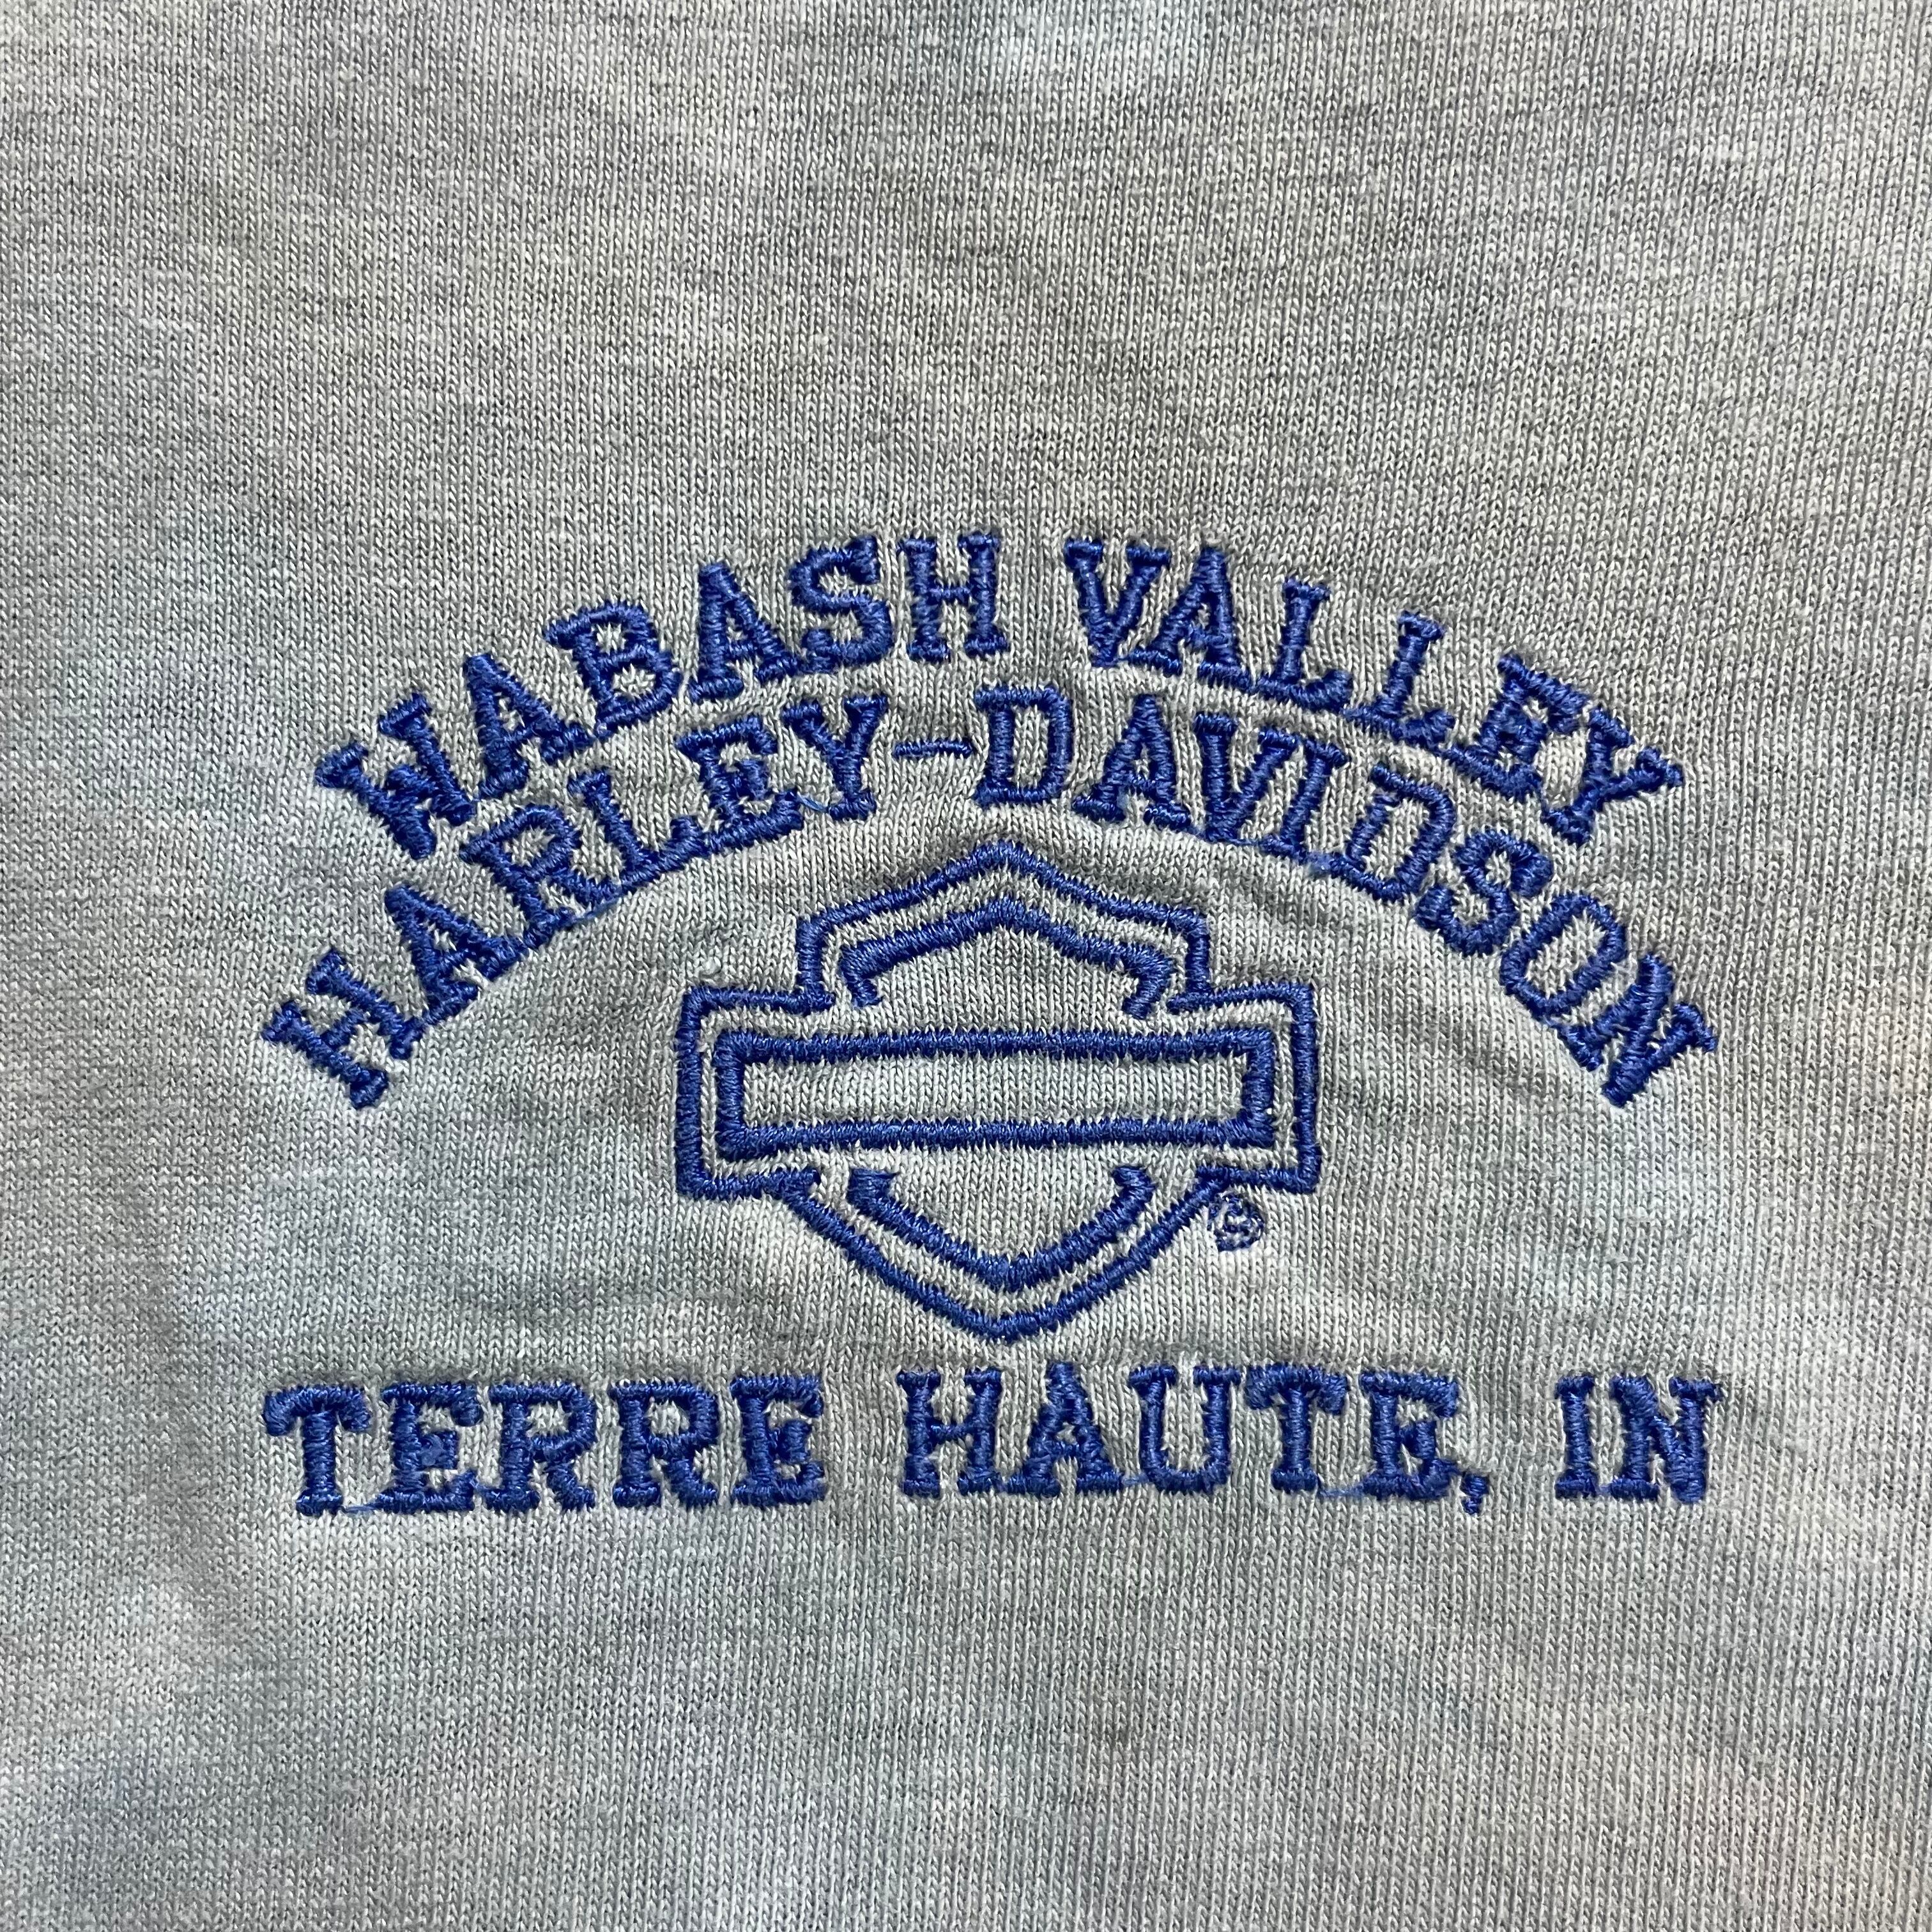 WABASH VALLEY
HARLEY-DAVIDSON
®
TERRE HAUTE, IN